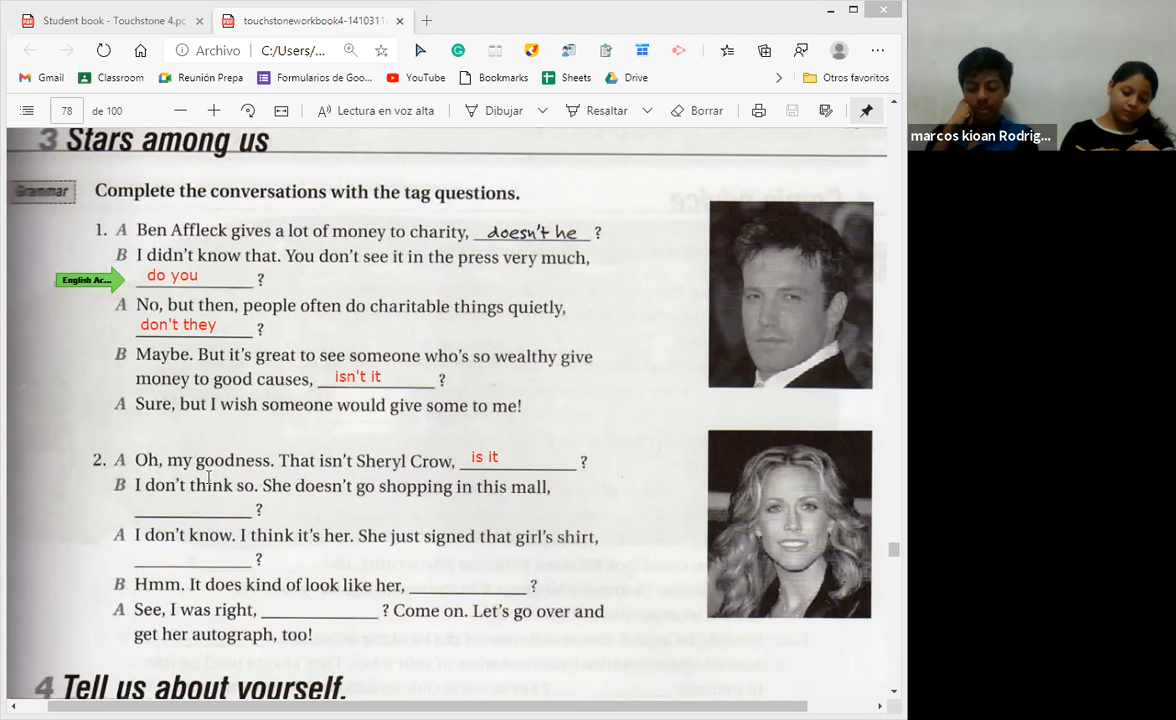 Student book - Touchstone 4.pc
touchstoneworkbook4-1410311
Archivo
C:/Users/...
Gmail
Classroom
Reunión Prepa
Formularios de Goo...
YouTube
Bookmarks
Sheets
Drive
Otros favoritos
78 de 100
Lectura en voz alta
Dibujar
Resaltar
Borrar
marcos kioan Rodrig...
3 Stars among us
Grammar
Complete the conversations with the tag questions.
1. A Ben Affleck gives a lot of money to charity, doesn't he ?
B I didn't know that. You don't see it in the press very much,
English Ac... do you ?
A No, but then, people often do charitable things quietly,
don't they ?
B Maybe. But it's great to see someone who's so wealthy give
money to good causes, isn't it ?
A Sure, but I wish someone would give some to me!
2. A Oh, my goodness. That isn't Sheryl Crow, is it ?
B I don't think so. She doesn't go shopping in this mall,
____________ ?
A I don't know. I think it's her. She just signed that girl's shirt,
____________ ?
B Hmm. It does kind of look like her, ____________ ?
A See, I was right, ____________ ? Come on. Let's go over and
get her autograph, too!
4 Tell us about yourself.